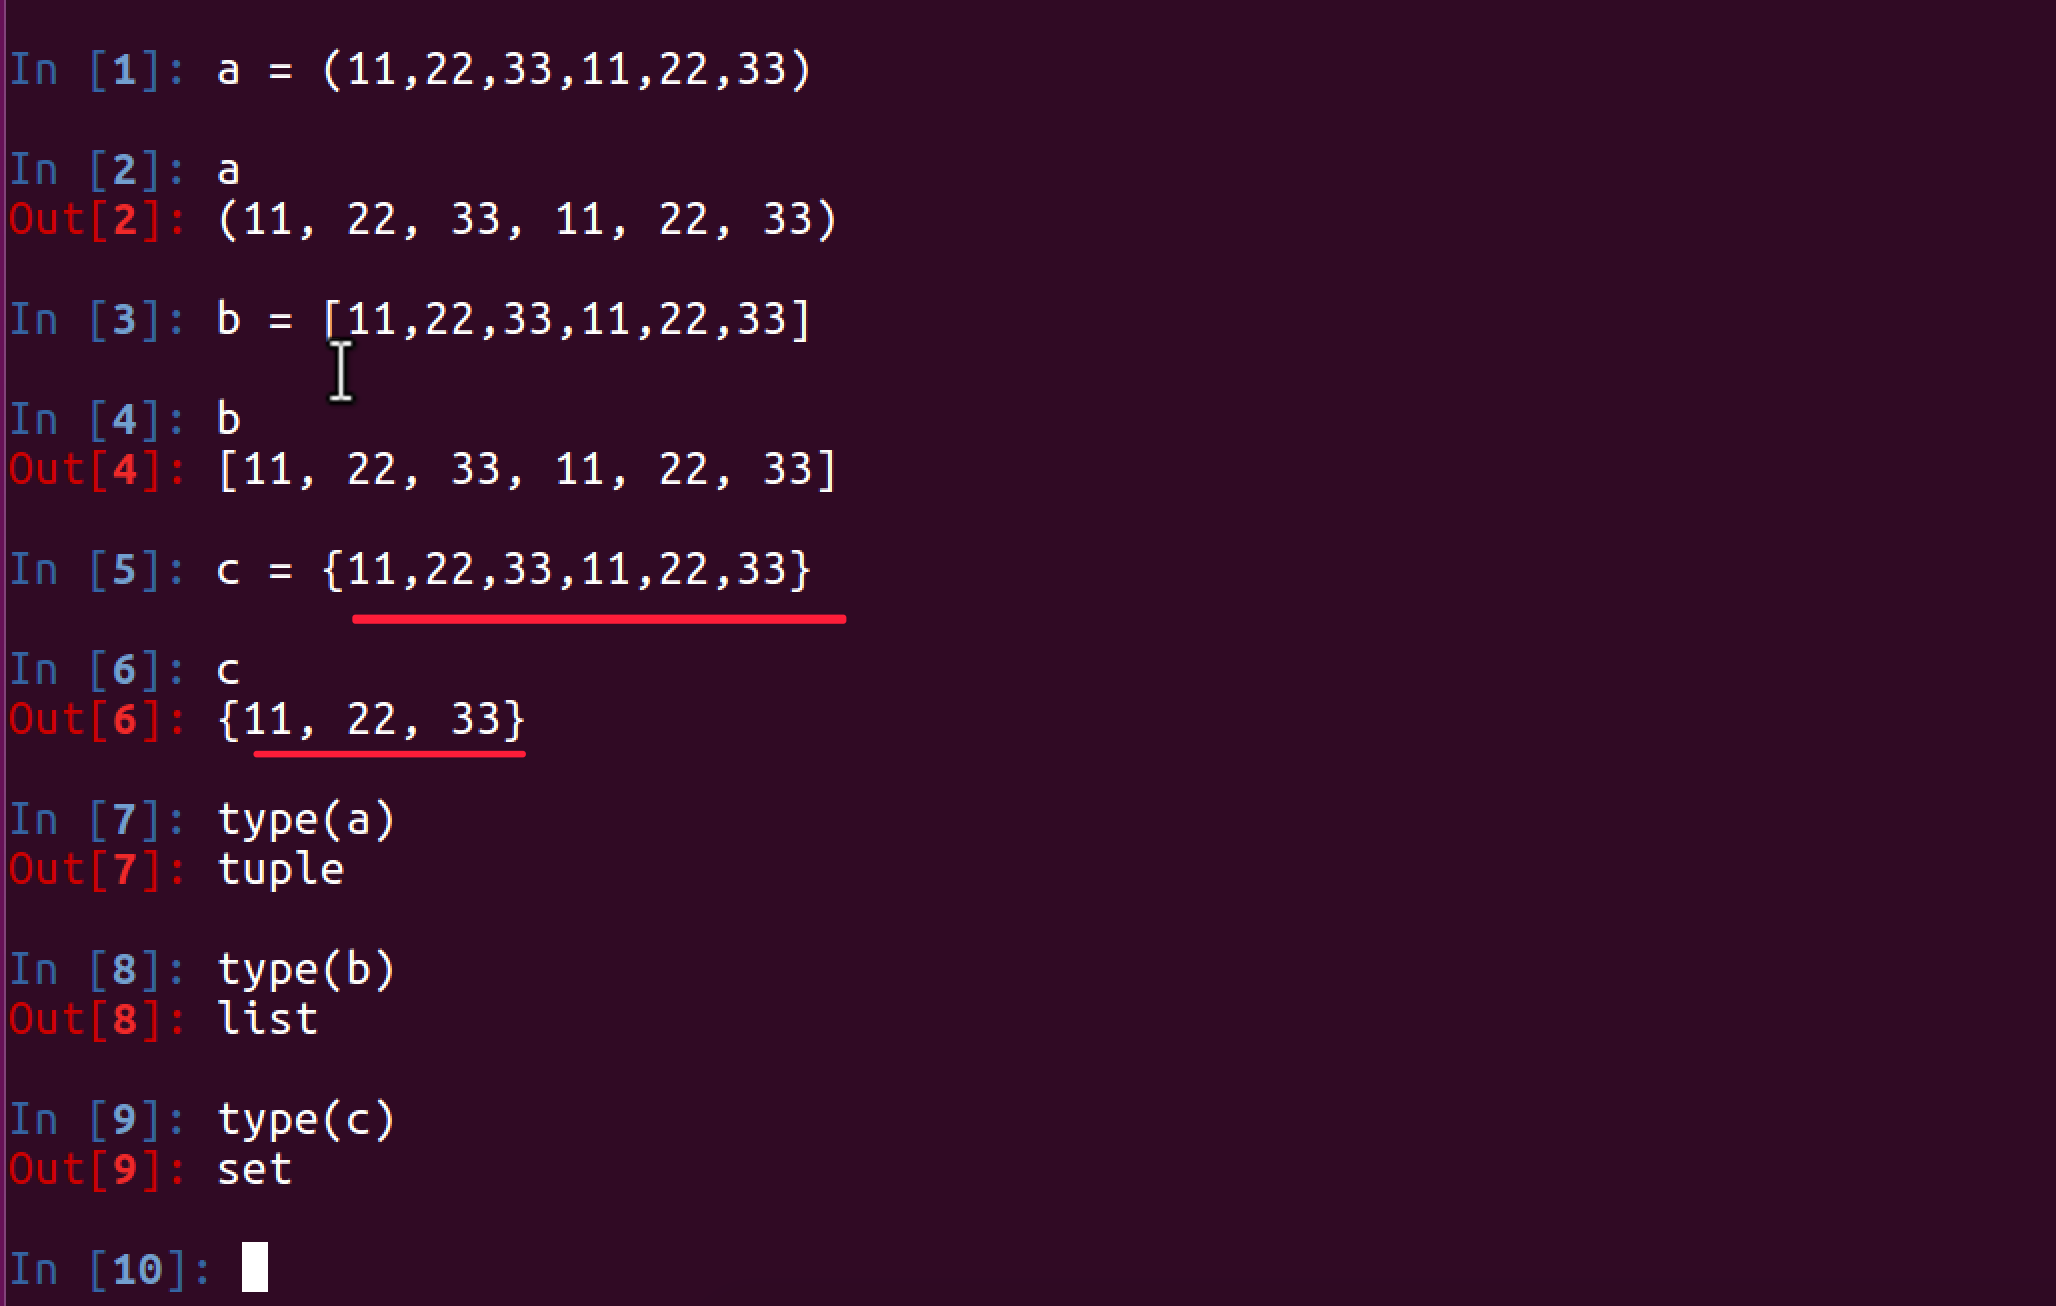 In [1]: a = (11,22,33,11,22,33)
In [2]: a
Out[2]: (11, 22, 33, 11, 22, 33)
In [3]: b = [11,22,33,11,22,33]
In [4]: b
Out[4]: [11, 22, 33, 11, 22, 33]
In [5]: c = {11,22,33,11,22,33}
In [6]: c
Out[6]: {11, 22, 33}
In [7]: type(a)
Out[7]: tuple
In [8]: type(b)
Out[8]: list
In [9]: type(c)
Out[9]: set
In [10]: